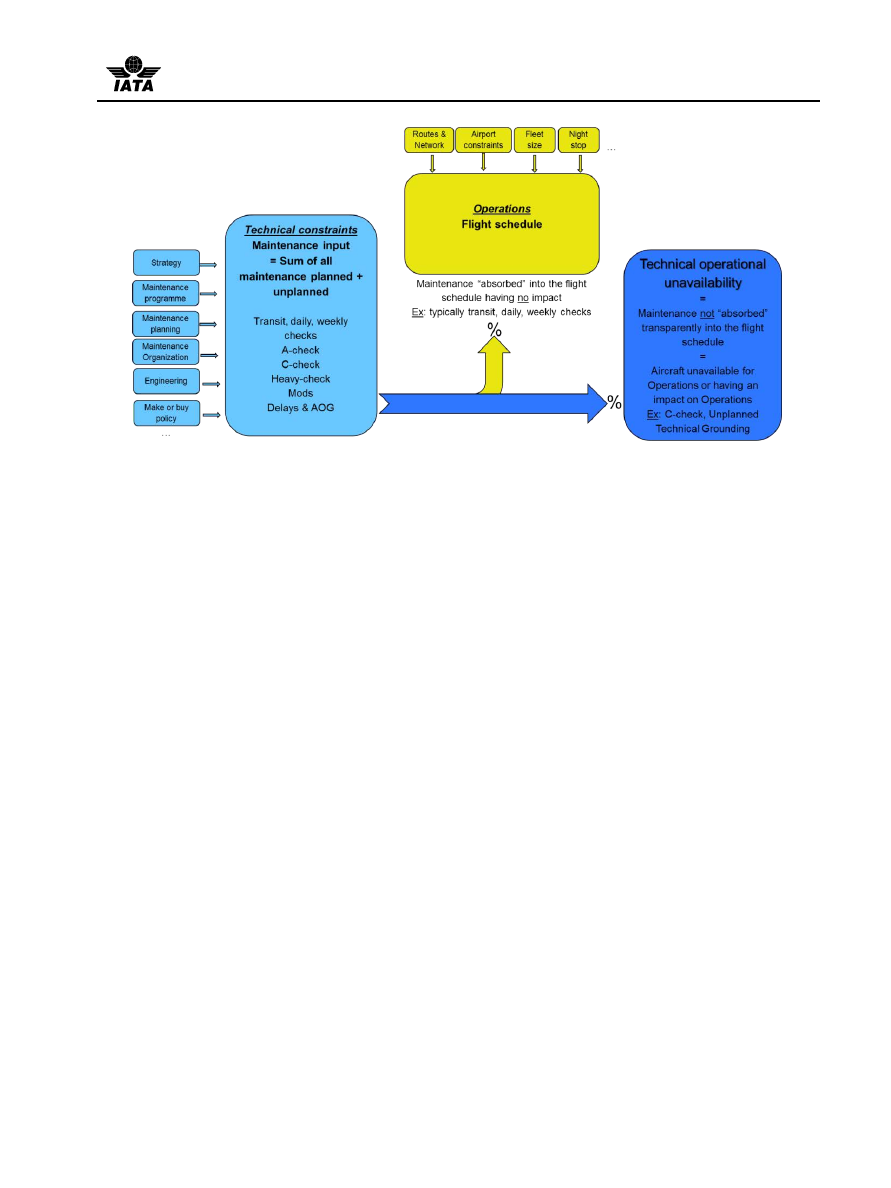 IATA
Routes &
Network
Airport
constraints
Fleet
size
Night
stop
...
Operations
Flight schedule
Technical constraints
Maintenance input
= Sum of all
maintenance planned +
unplanned
Transit, daily, weekly
checks
A-check
C-check
Heavy-check
Mods
Delays & AOG
Strategy
Maintenance
programme
Maintenance
planning
Maintenance
Organization
Engineering
Make or buy
policy
...
Maintenance “absorbed” into the flight
schedule having no impact
Ex: typically transit, daily, weekly checks
%
%
Technical operational
unavailability
=
Maintenance not “absorbed”
transparently into the flight
schedule
=
Aircraft unavailable for
Operations or having an
impact on Operations
Ex: C-check, Unplanned
Technical Grounding